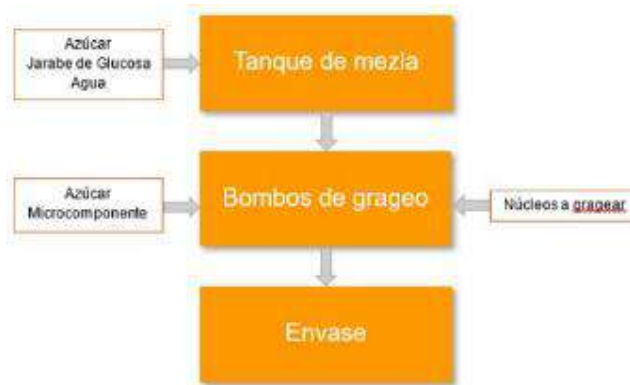 Azúcar
Jarabe de Glucosa
Agua
Tanque de mezla
Azúcar
Microcomponente
Bombos de grageo
Núcleos a gragear
Envase